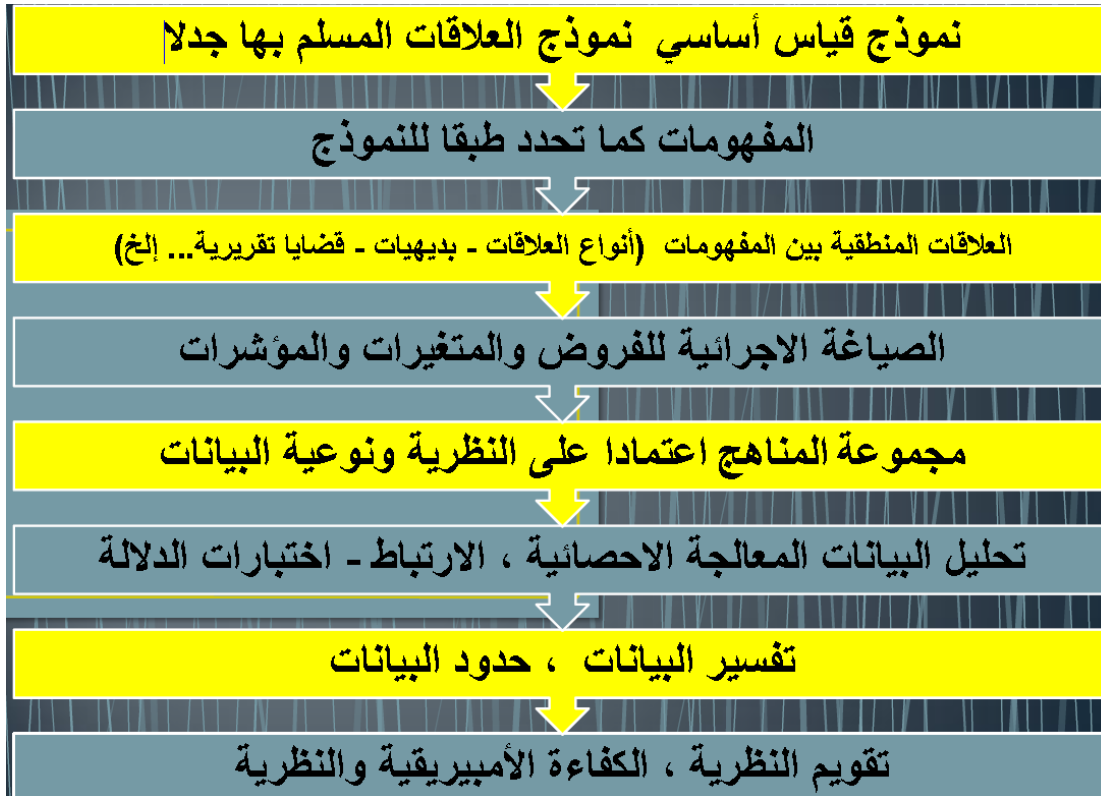 نموذج قياس أساسي نموذج العلاقات المسلم بها جدلا
المفهومات كما تحدد طبقا للنموذج
العلاقات المنطقية بين المفهومات (أنواع العلاقات - بديهيات - قضايا تقريرية... إلخ)
الصياغة الاجرائية للفروض والمتغيرات والمؤشرات
مجموعة المناهج اعتمادا على النظرية ونوعية البيانات
تحليل البيانات المعالجة الاحصائية ، الارتباط - اختبارات الدلالة
تفسير البيانات ، حدود البيانات
تقويم النظرية ، الكفاءة الأمبيريقية والنظرية